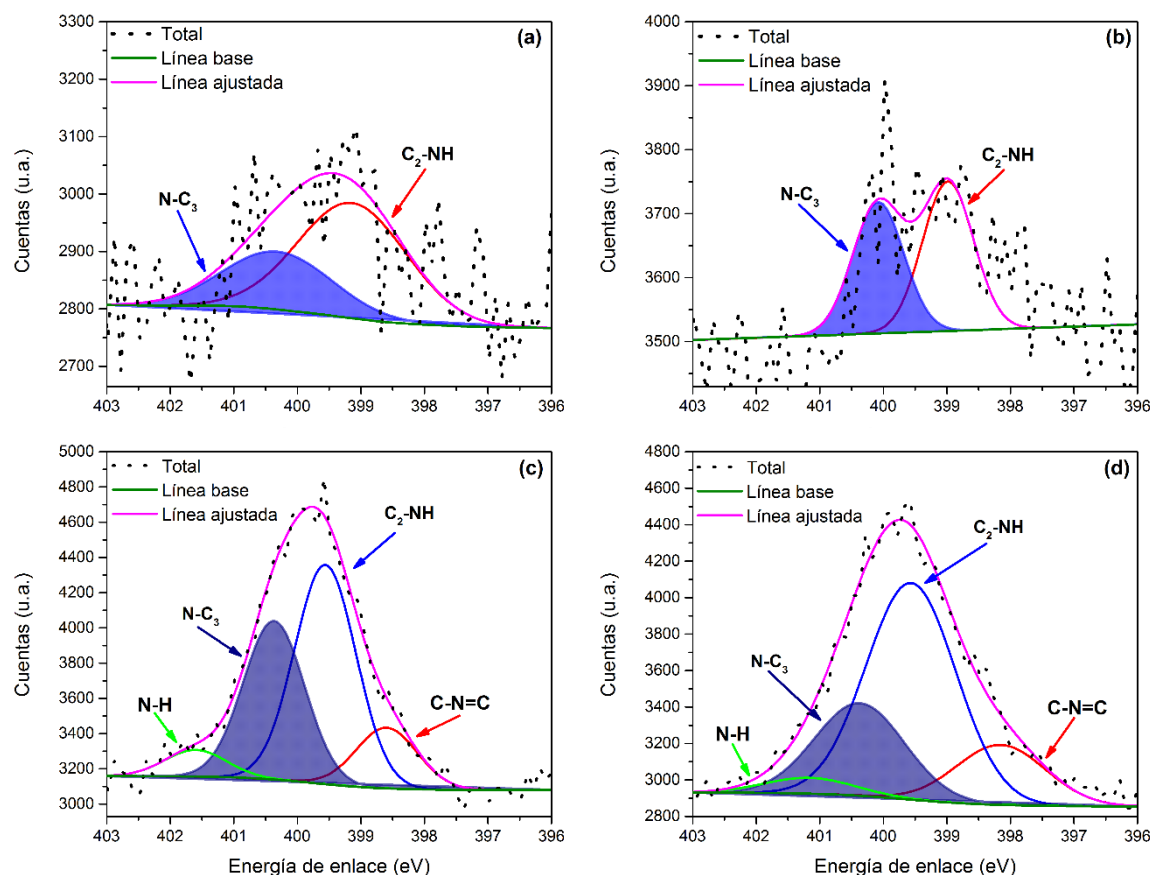 (a)
Total
Línea base
Línea ajustada
N-C₃
C₂-NH
Cuentas (u.a.)
3300
3200
3100
3000
2900
2800
2700
403 402 401 400 399 398 397 396
(b)
Total
Línea base
Línea ajustada
N-C₃
C₂-NH
Cuentas (u.a.)
4000
3900
3800
3700
3600
3500
403 402 401 400 399 398 397 396
(c)
Total
Línea base
Línea ajustada
C₂-NH
N-C₃
N-H
C-N=C
Cuentas (u.a.)
5000
4800
4600
4400
4200
4000
3800
3600
3400
3200
3000
403 402 401 400 399 398 397 396
Energía de enlace (eV)
(d)
Total
Línea base
Línea ajustada
C₂-NH
N-C₃
N-H
C-N=C
Cuentas (u.a.)
4800
4600
4400
4200
4000
3800
3600
3400
3200
3000
2800
403 402 401 400 399 398 397 396
Energía de enlace (eV)